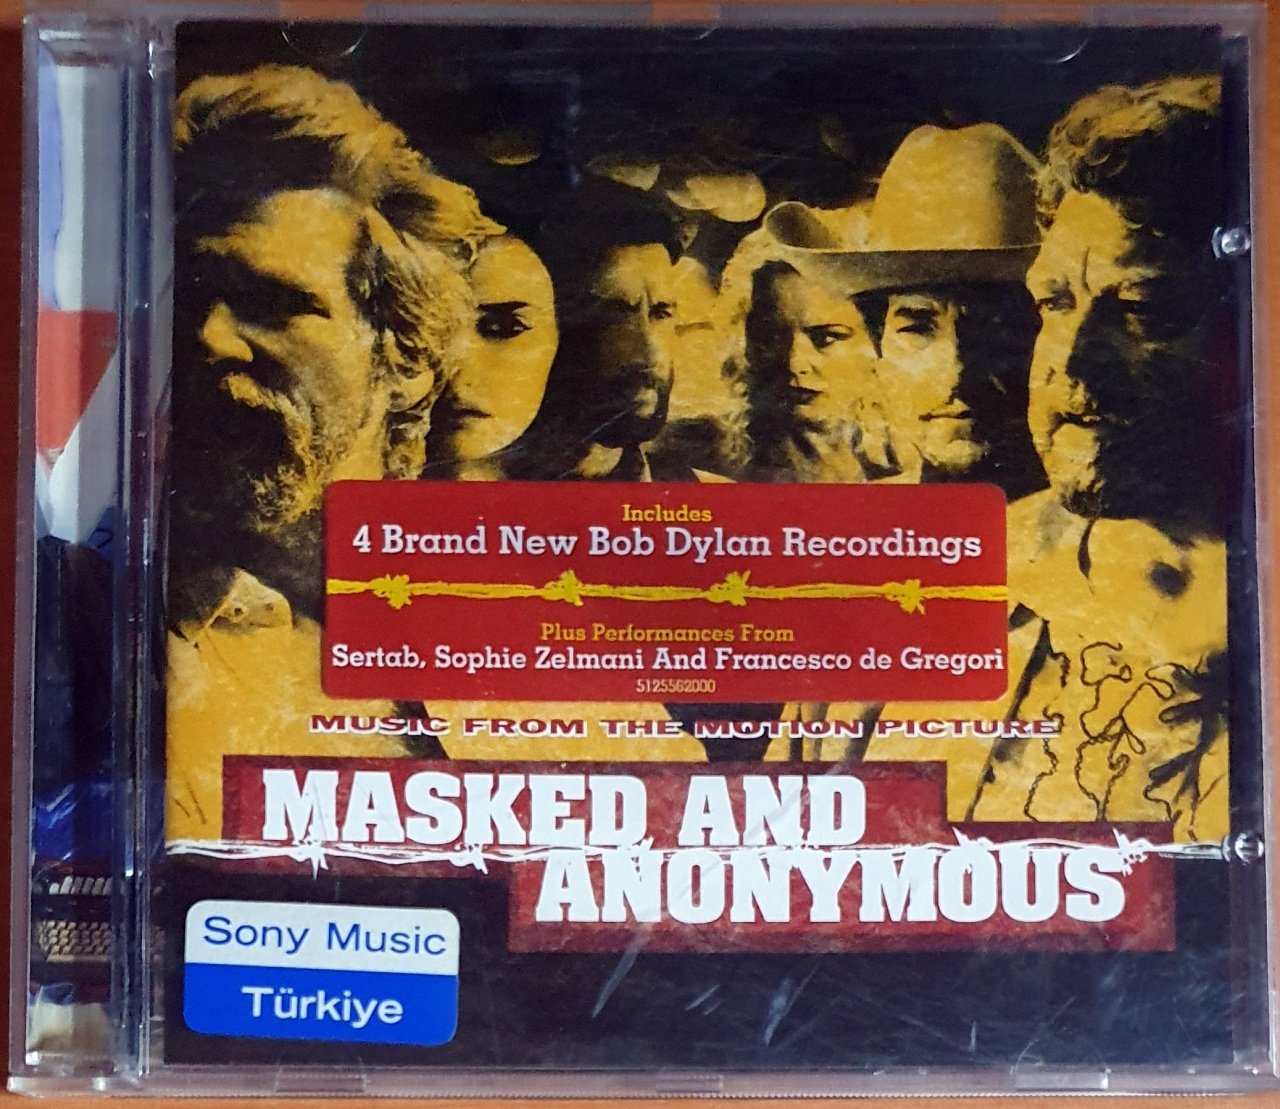 Includes
4 Brand New Bob Dylan Recordings
Plus Performances From
Sertab, Sophie Zelmani And Francesco de Gregori
5125562000
MUSIC FROM THE MOTION PICTURE
MASKED AND
ANONYMOUS
Sony Music
Türkiye